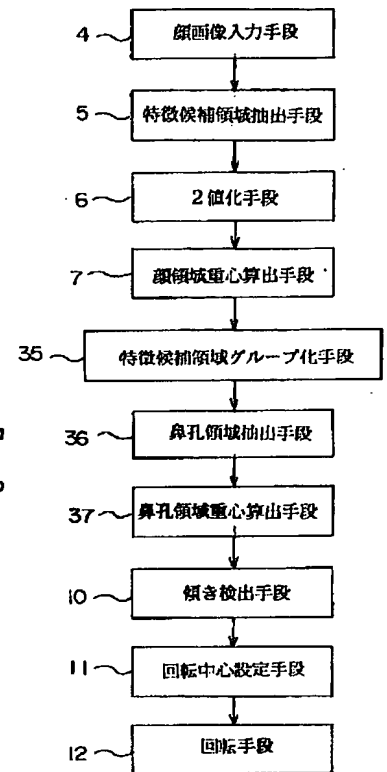 4 顔画像入力手段
5 特徴候補領域抽出手段
6 2値化手段
7 顔領域重心算出手段
35 特徴候補領域グループ化手段
36 鼻孔領域抽出手段
37 鼻孔領域重心算出手段
10 傾き検出手段
11 回転中心設定手段
12 回転手段